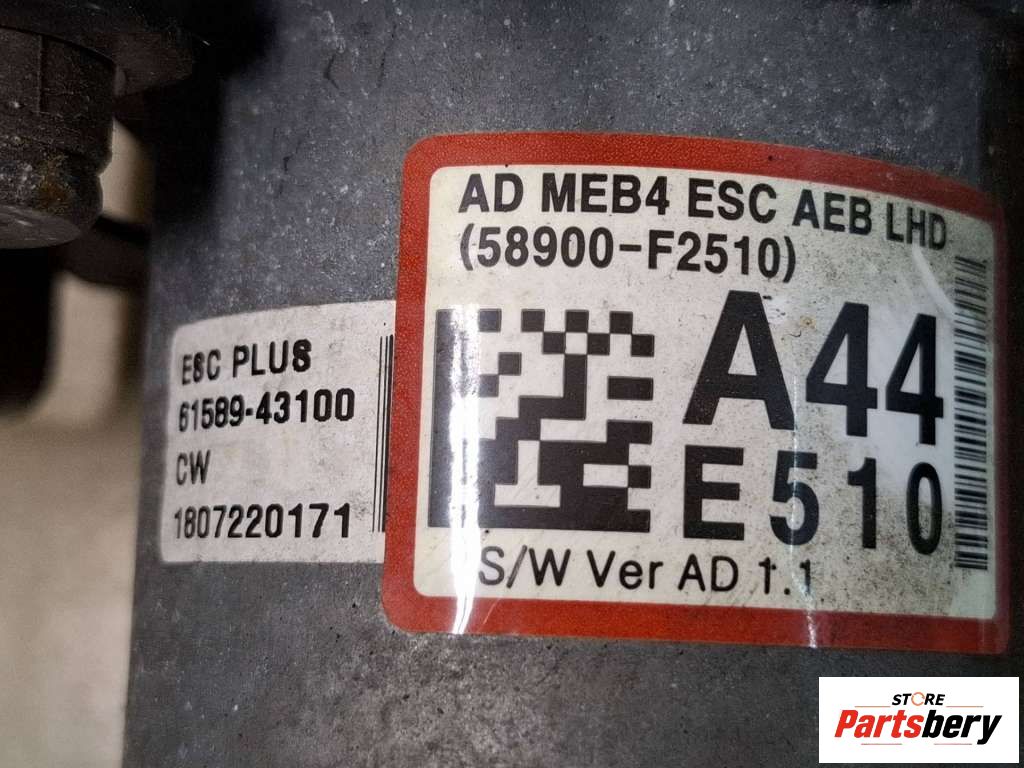 AD MEB4 ESC AEB LHD
(58900-F2510)
A44
E510
S/W Ver AD 1.1
ESC PLUS
61589-43100
CW
1807220171
STORE
Partsbery